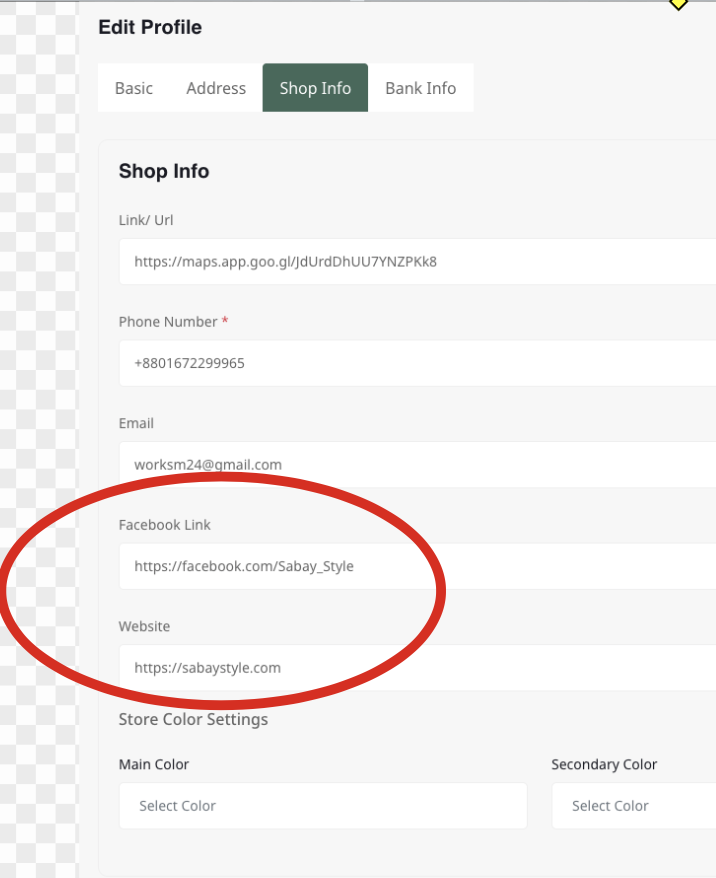 Edit Profile
Basic Address Shop Info Bank Info
Shop Info
Link/ Url
https://maps.app.goo.gl/JdUrdDhUU7YNZPKk8
Phone Number *
+8801672299965
Email
worksm24@gmail.com
Facebook Link
https://facebook.com/Sabay_Style
Website
https://sabaystyle.com
Store Color Settings
Main Color Secondary Color
Select Color Select Color